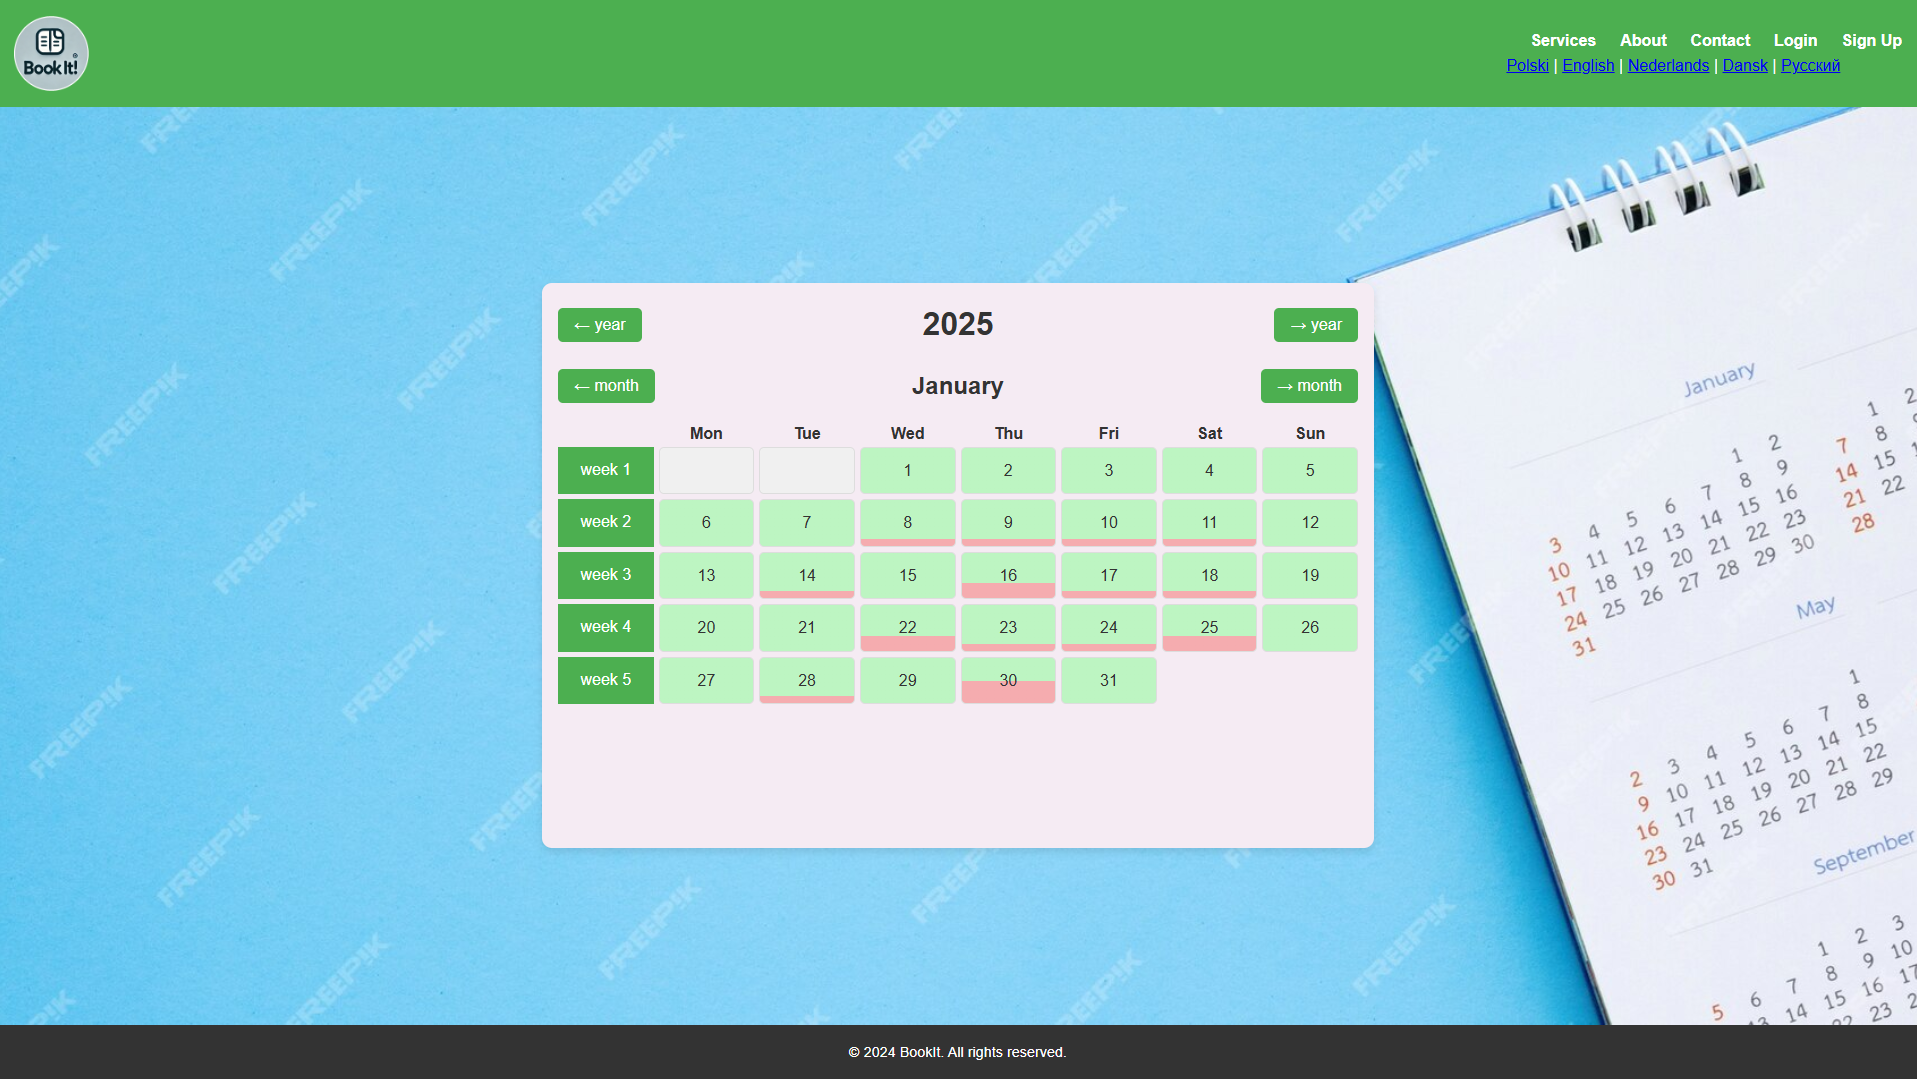 Book It!
Services About Contact Login Sign Up
Polski | English | Nederlands | Dansk | Русский
← year 2025 → year
← month January → month
Mon Tue Wed Thu Fri Sat Sun
week 1 1 2 3 4 5
week 2 6 7 8 9 10 11 12
week 3 13 14 15 16 17 18 19
week 4 20 21 22 23 24 25 26
week 5 27 28 29 30 31
January
1 2
3 4 5 6 7 8 9
10 11 12 13 14 15 16
17 18 19 20 21 22 23
24 25 26 27 28 29 30
31
1 2
7 8
14 15
21 22
28
May
1
2 3 4 5 6 7 8
9 10 11 12 13 14 15
16 17 18 19 20 21 22
23 24 25 26 27 28 29
30 31
September
1 2 3
5 6 7 8 9 10
14 15 16 17
22 23
FREEPIK
© 2024 BookIt. All rights reserved.